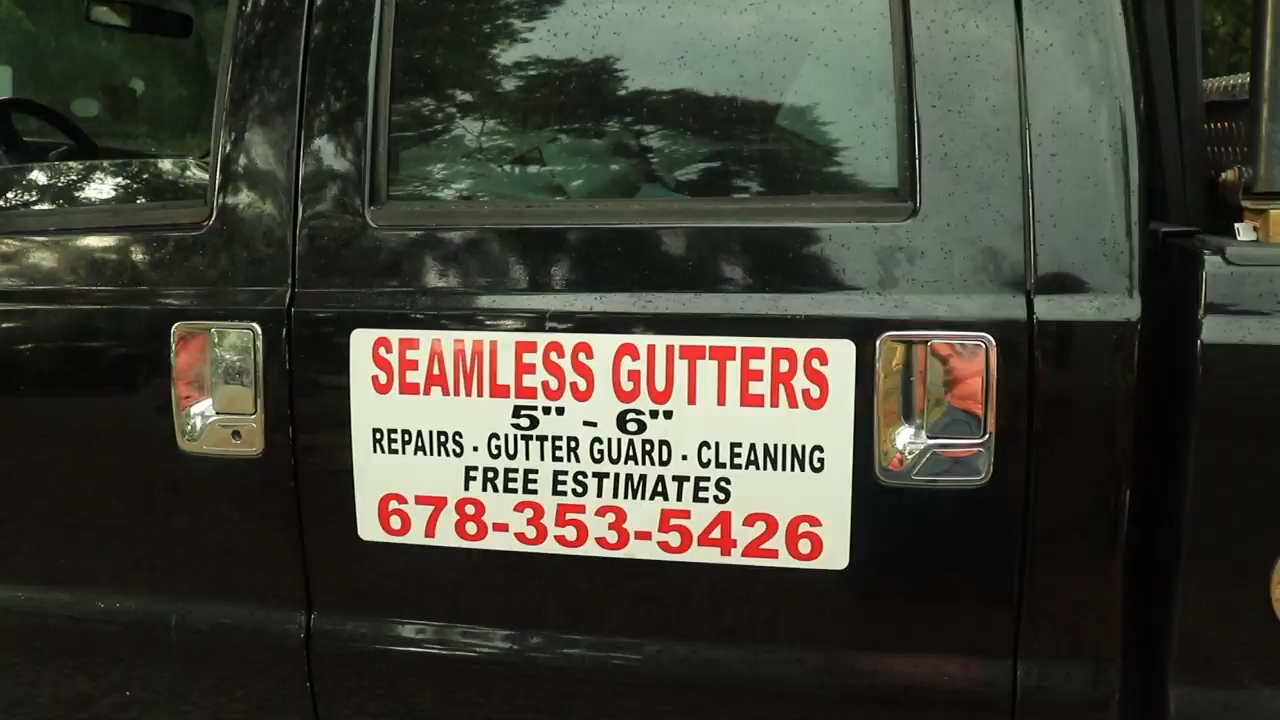 SEAMLESS GUTTERS
5" - 6"
REPAIRS - GUTTER GUARD - CLEANING
FREE ESTIMATES
678-353-5426